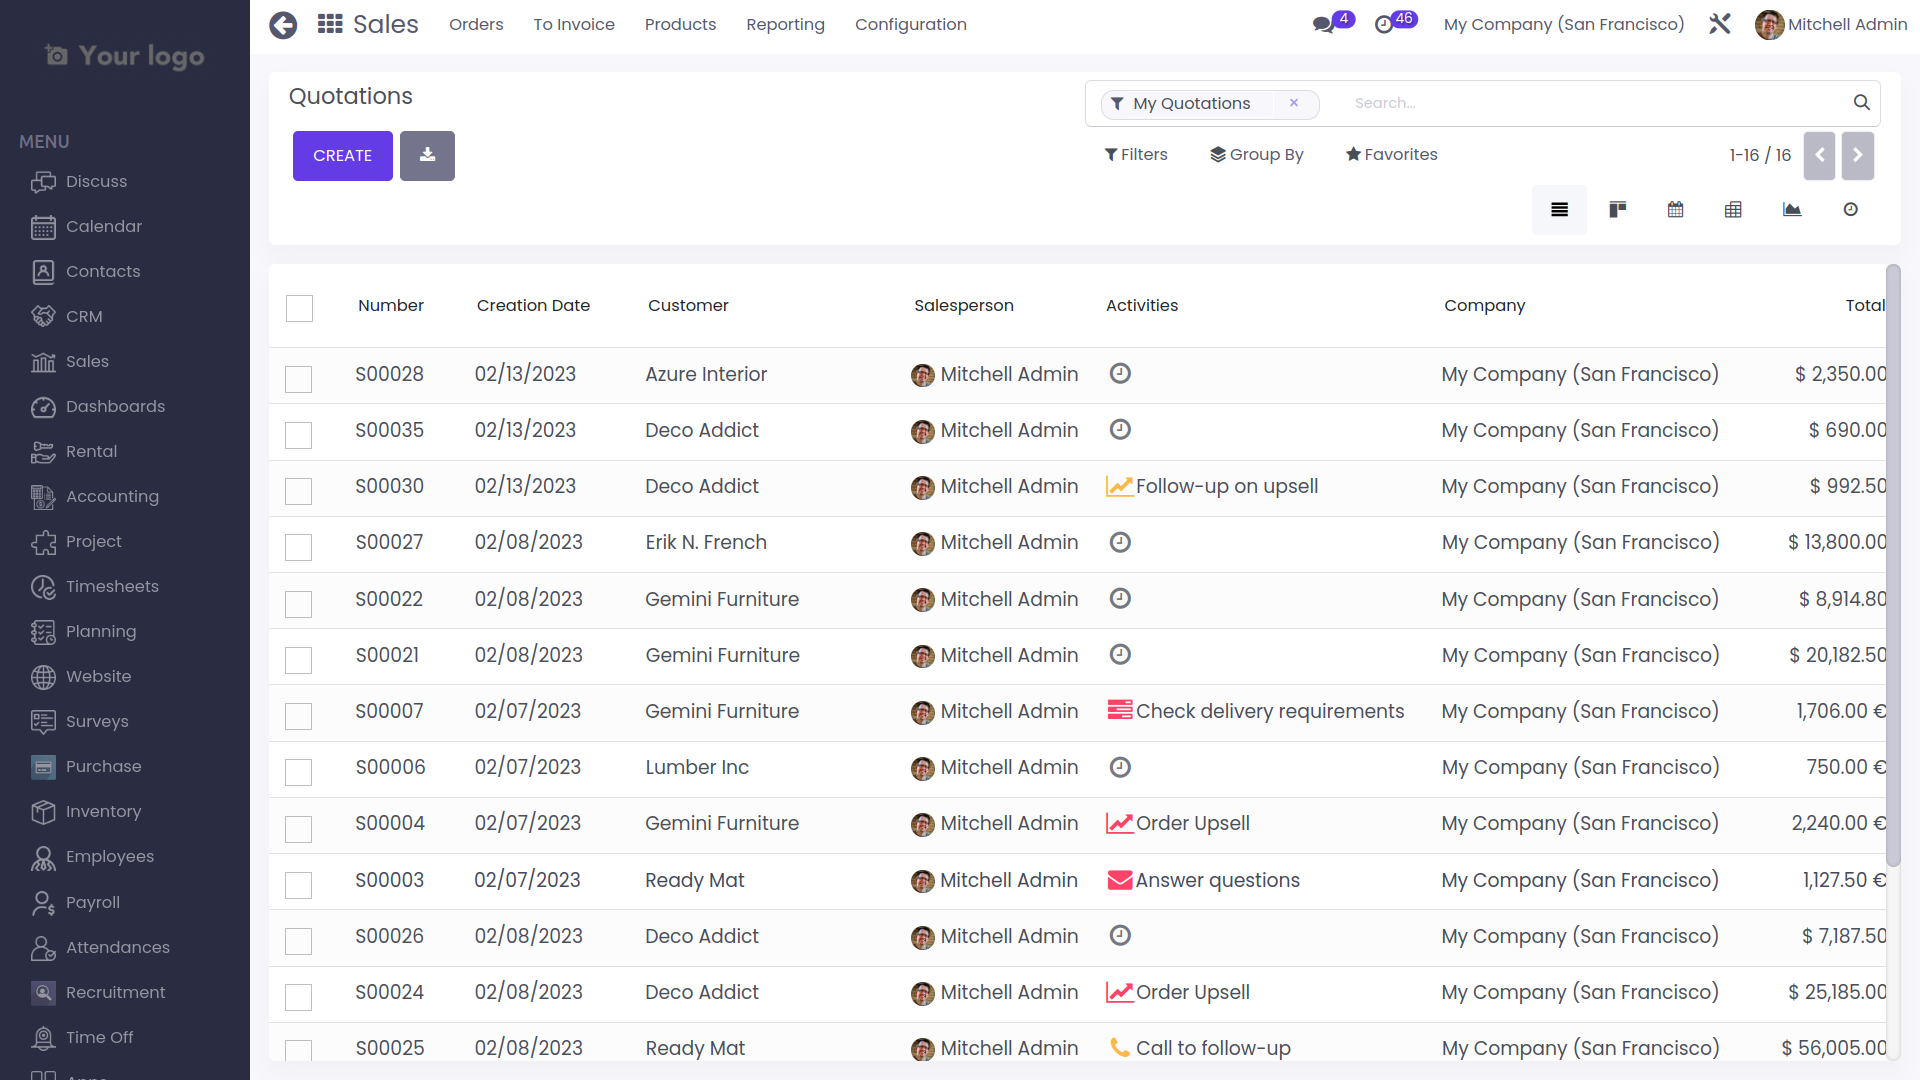 Your logo
MENU
Discuss
Calendar
Contacts
CRM
Sales
Dashboards
Rental
Accounting
Project
Timesheets
Planning
Website
Surveys
Purchase
Inventory
Employees
Payroll
Attendances
Recruitment
Time Off
Apps
Sales Orders To Invoice Products Reporting Configuration 4 46 My Company (San Francisco) Mitchell Admin
Quotations
My Quotations × Search...
CREATE
Filters Group By Favorites 1-16 / 16
Number Creation Date Customer Salesperson Activities Company Total
S00028 02/13/2023 Azure Interior Mitchell Admin My Company (San Francisco) $ 2,350.00
S00035 02/13/2023 Deco Addict Mitchell Admin My Company (San Francisco) $ 690.00
S00030 02/13/2023 Deco Addict Mitchell Admin Follow-up on upsell My Company (San Francisco) $ 992.50
S00027 02/08/2023 Erik N. French Mitchell Admin My Company (San Francisco) $ 13,800.00
S00022 02/08/2023 Gemini Furniture Mitchell Admin My Company (San Francisco) $ 8,914.80
S00021 02/08/2023 Gemini Furniture Mitchell Admin My Company (San Francisco) $ 20,182.50
S00007 02/07/2023 Gemini Furniture Mitchell Admin Check delivery requirements My Company (San Francisco) 1,706.00 €
S00006 02/07/2023 Lumber Inc Mitchell Admin My Company (San Francisco) 750.00 €
S00004 02/07/2023 Gemini Furniture Mitchell Admin Order Upsell My Company (San Francisco) 2,240.00 €
S00003 02/07/2023 Ready Mat Mitchell Admin Answer questions My Company (San Francisco) 1,127.50 €
S00026 02/08/2023 Deco Addict Mitchell Admin My Company (San Francisco) $ 7,187.50
S00024 02/08/2023 Deco Addict Mitchell Admin Order Upsell My Company (San Francisco) $ 25,185.00
S00025 02/08/2023 Ready Mat Mitchell Admin Call to follow-up My Company (San Francisco) $ 56,005.00